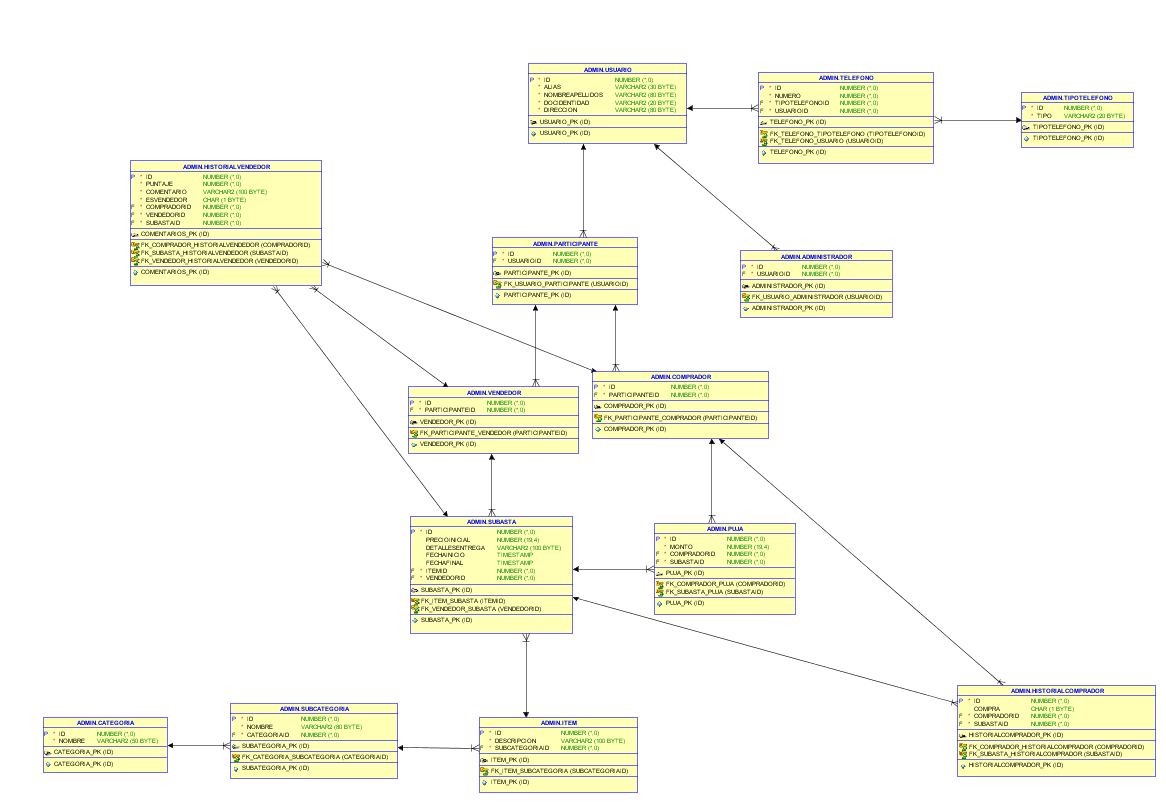 ADMIN.USUARIO
P * ID NUMBER (*,0)
* ALIAS VARCHAR2 (30 BYTE)
* NOMBREAPELLIDOS VARCHAR2 (80 BYTE)
* DOCIDENTIDAD VARCHAR2 (20 BYTE)
* DIRECCION VARCHAR2 (80 BYTE)
USUARIO_PK (ID)
USUARIO_PK (ID)
ADMIN.TELEFONO
P * ID NUMBER (*,0)
* NUMERO NUMBER (*,0)
F * TIPOTELEFONOID NUMBER (*,0)
F * USUARIOID NUMBER (*,0)
TELEFONO_PK (ID)
FK_TELEFONO_TIPOTELEFONO (TIPOTELEFONOID)
FK_TELEFONO_USUARIO (USUARIOID)
TELEFONO_PK (ID)
ADMIN.TIPOTELEFONO
P * ID NUMBER (*,0)
* TIPO VARCHAR2 (20 BYTE)
TIPOTELEFONO_PK (ID)
TIPOTELEFONO_PK (ID)
ADMIN.HISTORIALVENDEDOR
P * ID NUMBER (*,0)
* PUNTAJE NUMBER (*,0)
* COMENTARIO VARCHAR2 (100 BYTE)
* ESVENDEDOR CHAR (1 BYTE)
F * COMPRADORID NUMBER (*,0)
F * VENDEDORID NUMBER (*,0)
F * SUBASTAID NUMBER (*,0)
COMENTARIOS_PK (ID)
FK_COMPRADOR_HISTORIALVENDEDOR (COMPRADORID)
FK_SUBASTA_HISTORIALVENDEDOR (SUBASTAID)
FK_VENDEDOR_HISTORIALVENDEDOR (VENDEDORID)
COMENTARIOS_PK (ID)
ADMIN.PARTICIPANTE
P * ID NUMBER (*,0)
F * USUARIOID NUMBER (*,0)
PARTICIPANTE_PK (ID)
FK_USUARIO_PARTICIPANTE (USUARIOID)
PARTICIPANTE_PK (ID)
ADMIN.ADMINISTRADOR
P * ID NUMBER (*,0)
F * USUARIOID NUMBER (*,0)
ADMINISTRADOR_PK (ID)
FK_USUARIO_ADMINISTRADOR (USUARIOID)
ADMINISTRADOR_PK (ID)
ADMIN.VENDEDOR
P * ID NUMBER (*,0)
F * PARTICIPANTEID NUMBER (*,0)
VENDEDOR_PK (ID)
FK_PARTICIPANTE_VENDEDOR (PARTICIPANTEID)
VENDEDOR_PK (ID)
ADMIN.COMPRADOR
P * ID NUMBER (*,0)
F * PARTICIPANTEID NUMBER (*,0)
COMPRADOR_PK (ID)
FK_PARTICIPANTE_COMPRADOR (PARTICIPANTEID)
COMPRADOR_PK (ID)
ADMIN.SUBASTA
P * ID NUMBER (*,0)
PRECIOINICIAL NUMBER (19,4)
DETALLESENTREGA VARCHAR2 (100 BYTE)
FECHAINICIO TIMESTAMP
FECHAFINAL TIMESTAMP
F * ITEMID NUMBER (*,0)
F * VENDEDORID NUMBER (*,0)
SUBASTA_PK (ID)
FK_ITEM_SUBASTA (ITEMID)
FK_VENDEDOR_SUBASTA (VENDEDORID)
SUBASTA_PK (ID)
ADMIN.PUJA
P * ID NUMBER (*,0)
* MONTO NUMBER (19,4)
F * COMPRADORID NUMBER (*,0)
F * SUBASTAID NUMBER (*,0)
PUJA_PK (ID)
FK_COMPRADOR_PUJA (COMPRADORID)
FK_SUBASTA_PUJA (SUBASTAID)
PUJA_PK (ID)
ADMIN.HISTORIALCOMPRADOR
P * ID NUMBER (*,0)
COMPRA CHAR (1 BYTE)
F * COMPRADORID NUMBER (*,0)
F * SUBASTAID NUMBER (*,0)
HISTORIALCOMPRADOR_PK (ID)
FK_COMPRADOR_HISTORIALCOMPRADOR (COMPRADORID)
FK_SUBASTA_HISTORIALCOMPRADOR (SUBASTAID)
HISTORIALCOMPRADOR_PK (ID)
ADMIN.CATEGORIA
P * ID NUMBER (*,0)
* NOMBRE VARCHAR2 (50 BYTE)
CATEGORIA_PK (ID)
CATEGORIA_PK (ID)
ADMIN.SUBCATEGORIA
P * ID NUMBER (*,0)
* NOMBRE VARCHAR2 (80 BYTE)
F * CATEGORIAID NUMBER (*,0)
SUBATEGORIA_PK (ID)
FK_CATEGORIA_SUBCATEGORIA (CATEGORIAID)
SUBATEGORIA_PK (ID)
ADMIN.ITEM
P * ID NUMBER (*,0)
* DESCRIPCION VARCHAR2 (100 BYTE)
F * SUBCATEGORIAID NUMBER (*,0)
ITEM_PK (ID)
FK_ITEM_SUBCATEGORIA (SUBCATEGORIAID)
ITEM_PK (ID)